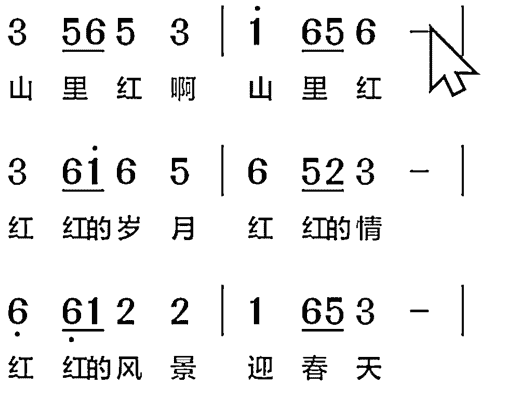 3 56 5 3 | i 65 6 – |
山 里 红 啊 山 里 红
3 6i 6 5 | 6 52 3 – |
红 红的岁 月 红 红的情
6̣ 6̣1 2 2 | 1 65 3 – |
红 红的风 景 迎 春 天